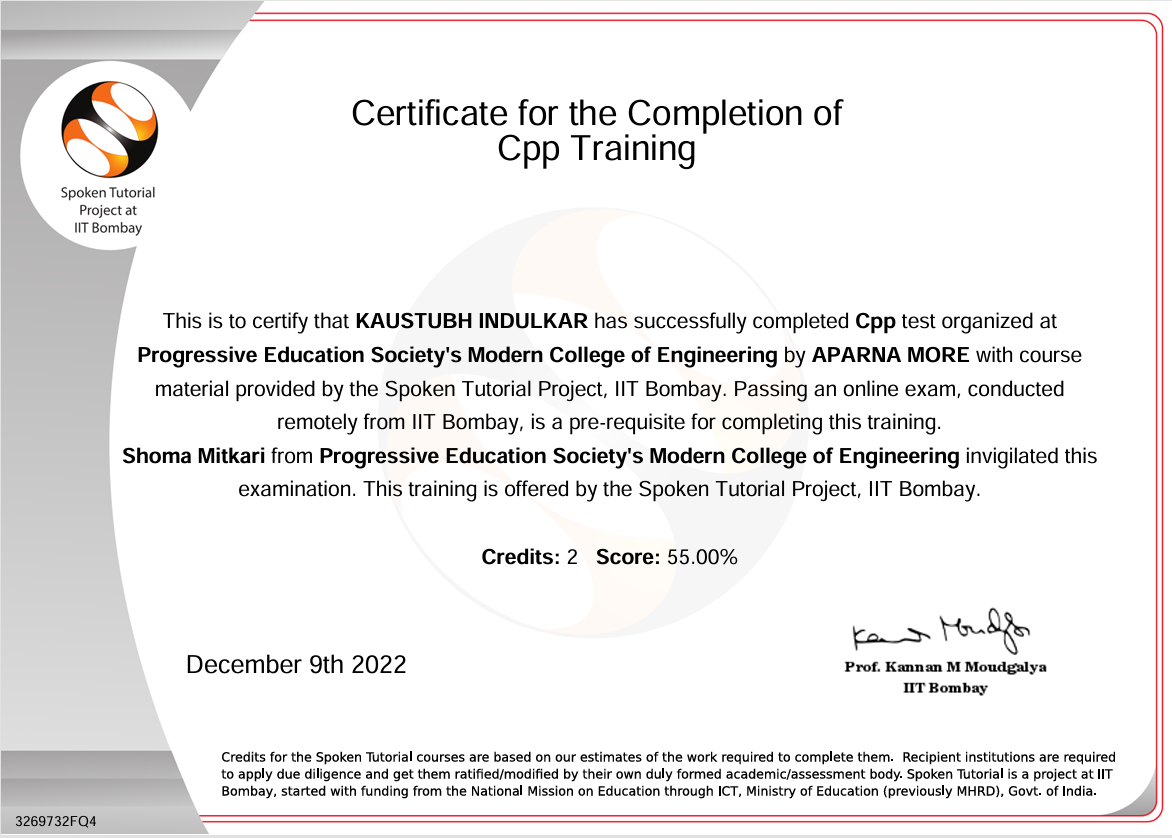 Certificate for the Completion of
Cpp Training
Spoken Tutorial
Project at
IIT Bombay
This is to certify that KAUSTUBH INDULKAR has successfully completed Cpp test organized at
Progressive Education Society's Modern College of Engineering by APARNA MORE with course
material provided by the Spoken Tutorial Project, IIT Bombay. Passing an online exam, conducted
remotely from IIT Bombay, is a pre-requisite for completing this training.
Shoma Mitkari from Progressive Education Society's Modern College of Engineering invigilated this
examination. This training is offered by the Spoken Tutorial Project, IIT Bombay.
Credits: 2 Score: 55.00%
December 9th 2022
Prof. Kannan M Moudgalya
IIT Bombay
Credits for the Spoken Tutorial courses are based on our estimates of the work required to complete them. Recipient institutions are required
to apply due diligence and get them ratified/modified by their own duly formed academic/assessment body. Spoken Tutorial is a project at IIT
Bombay, started with funding from the National Mission on Education through ICT, Ministry of Education (previously MHRD), Govt. of India.
3269732FQ4